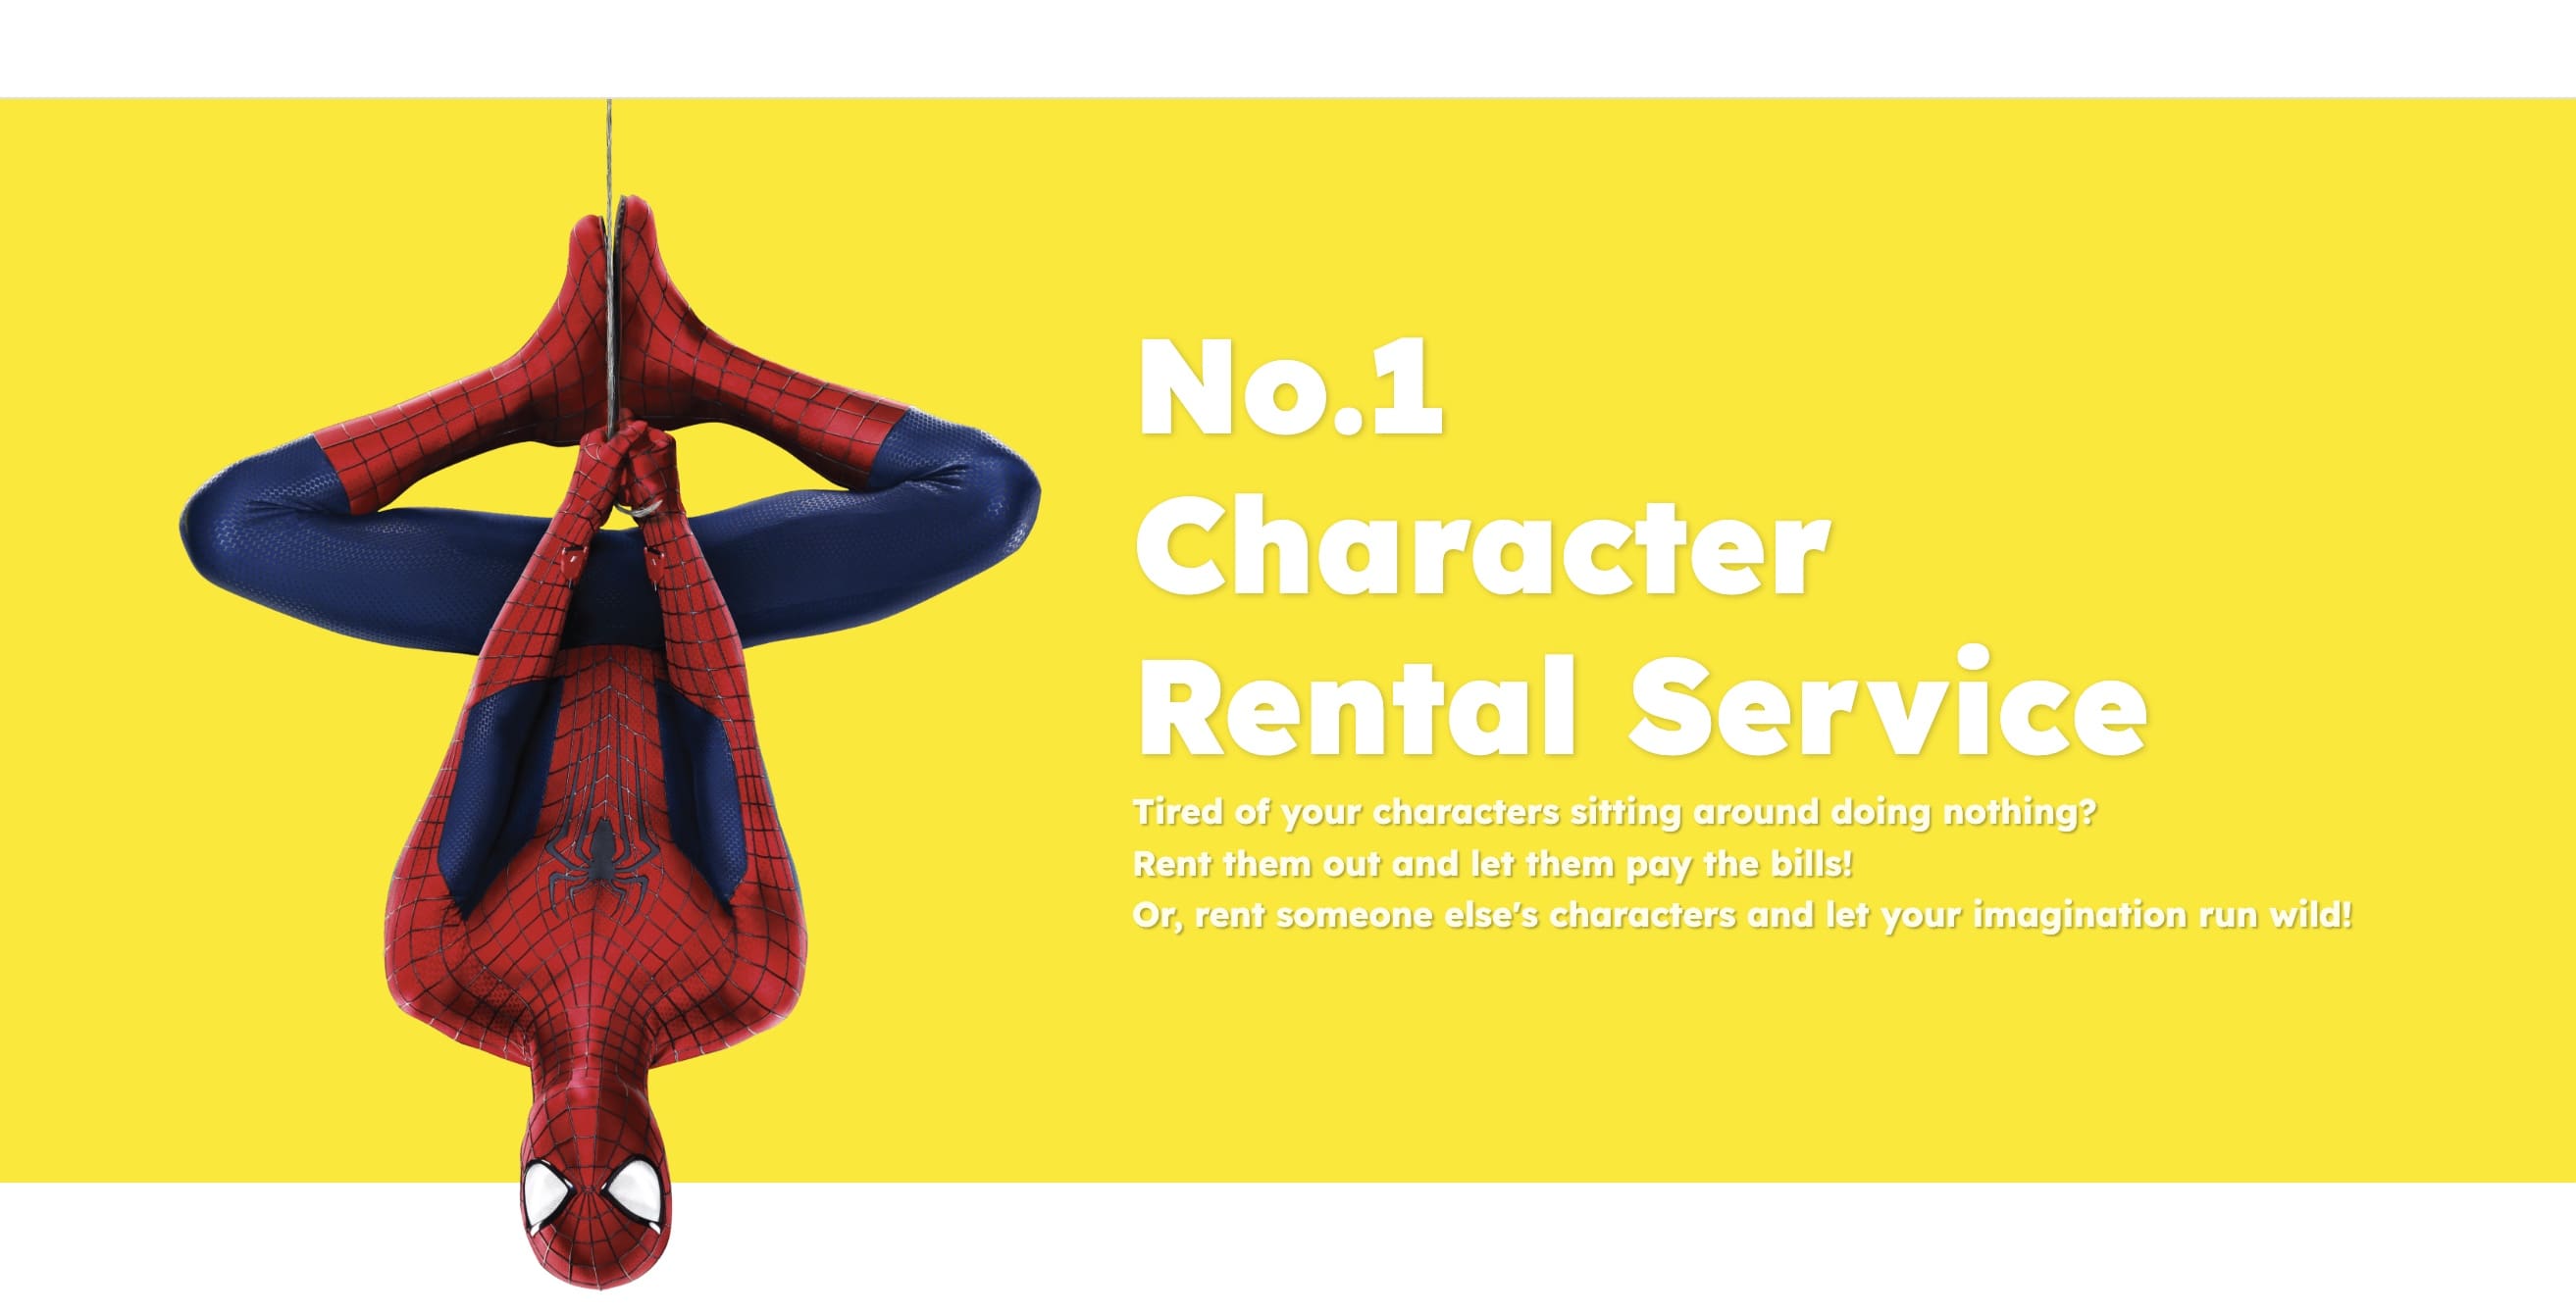 No.1
Character
Rental Service
Tired of your characters sitting around doing nothing?
Rent them out and let them pay the bills!
Or, rent someone else's characters and let your imagination run wild!